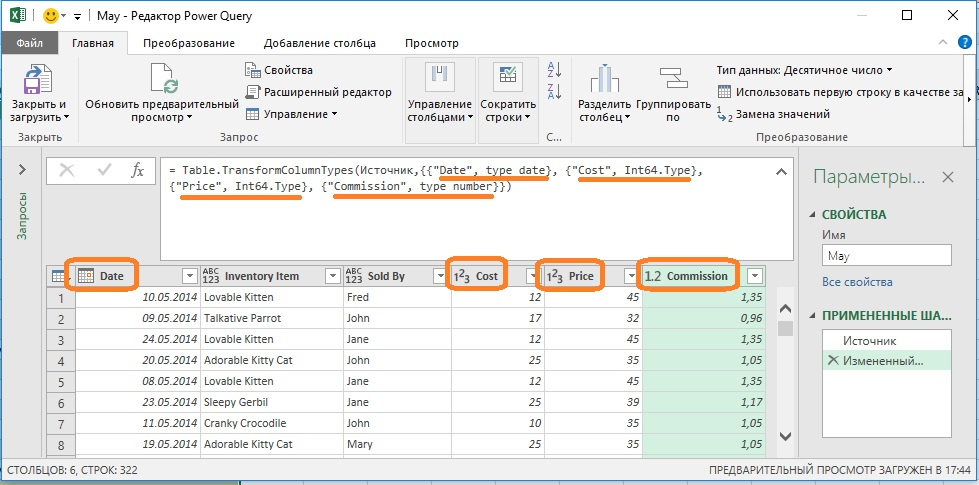 May - Редактор Power Query
Файл Главная Преобразование Добавление столбца Просмотр
Закрыть и загрузить
Закрыть
Обновить предварительный просмотр
Свойства
Расширенный редактор
Управление
Запрос
Управление столбцами
Сократить строки
С...
Разделить столбец
Группировать по
Тип данных: Десятичное число
Использовать первую строку в качестве за
Замена значений
Преобразование
Запросы
fx
= Table.TransformColumnTypes(Источник,{{"Date", type date}, {"Cost", Int64.Type},
{"Price", Int64.Type}, {"Commission", type number}})
Date ABC 123 Inventory Item ABC 123 Sold By 123 Cost 123 Price 1.2 Commission
1 10.05.2014 Lovable Kitten Fred 12 45 1,35
2 09.05.2014 Talkative Parrot John 17 32 0,96
3 24.05.2014 Lovable Kitten Jane 12 45 1,35
4 20.05.2014 Adorable Kitty Cat John 25 35 1,05
5 08.05.2014 Lovable Kitten Jane 12 45 1,35
6 23.05.2014 Sleepy Gerbil Jane 25 39 1,17
7 11.05.2014 Cranky Crocodile John 10 35 1,05
8 19.05.2014 Adorable Kitty Cat Mary 25 35 1,05
Параметры...
СВОЙСТВА
Имя
May
Все свойства
ПРИМЕНЕННЫЕ ША...
Источник
Измененный...
СТОЛБЦОВ: 6, СТРОК: 322
ПРЕДВАРИТЕЛЬНЫЙ ПРОСМОТР ЗАГРУЖЕН В 17:44